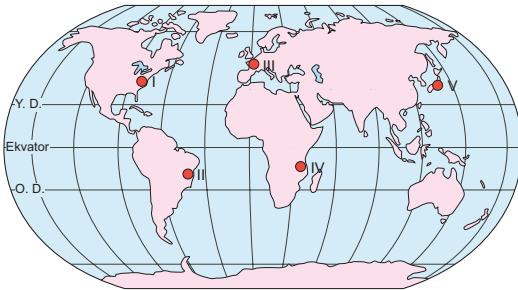 III
I
V
Y. D.
Ekvator
IV
II
O. D.